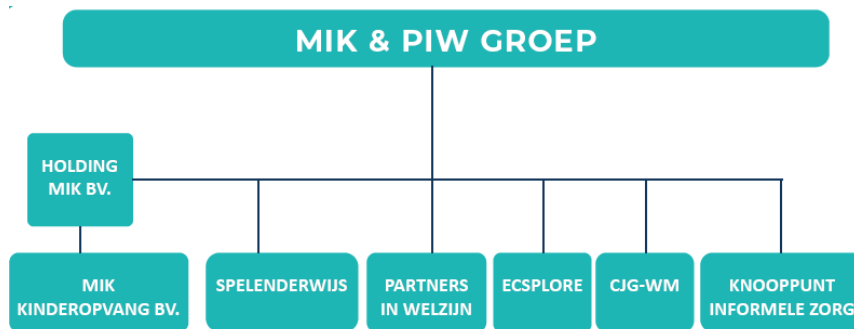 MIK & PIW GROEP
HOLDING
MIK BV.
MIK
KINDEROPVANG BV.
SPELENDERWIJS
PARTNERS
IN WELZIJN
ECSPLORE
CJG-WM
KNOOPPUNT
INFORMELE ZORG